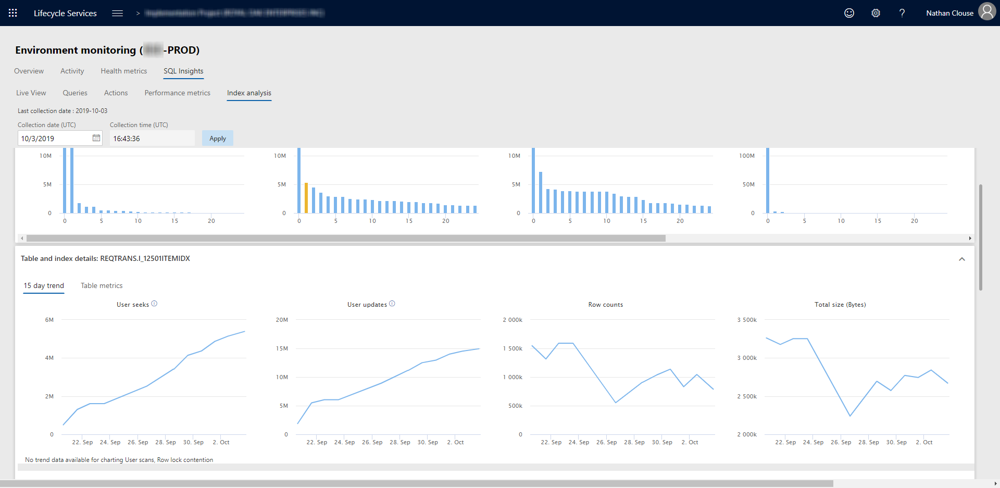 Lifecycle Services > Nathan Clouse
Environment monitoring ( -PROD)
Overview Activity Health metrics SQL Insights
Live View Queries Actions Performance metrics Index analysis
Last collection date : 2019-10-03
Collection date (UTC) Collection time (UTC)
10/3/2019 16:43:36 Apply
10M 10M 10M 100M
5M 5M 5M 50M
0 0 0 0
0 5 10 15 20 0 5 10 15 20 0 5 10 15 20 0 5 10 15 20
Table and index details: REQTRANS.I_12501ITEMIDX
15 day trend Table metrics
User seeks User updates Row counts Total size (Bytes)
6M 20M 2 000k 3 500k
15M 1 500k
4M 3 000k
10M 1 000k
2M 2 500k
5M 500k
0 0 0 2 000k
22. Sep 24. Sep 26. Sep 28. Sep 30. Sep 2. Oct 22. Sep 24. Sep 26. Sep 28. Sep 30. Sep 2. Oct 22. Sep 24. Sep 26. Sep 28. Sep 30. Sep 2. Oct 22. Sep 24. Sep 26. Sep 28. Sep 30. Sep 2. Oct
No trend data available for charting User scans, Row lock contention